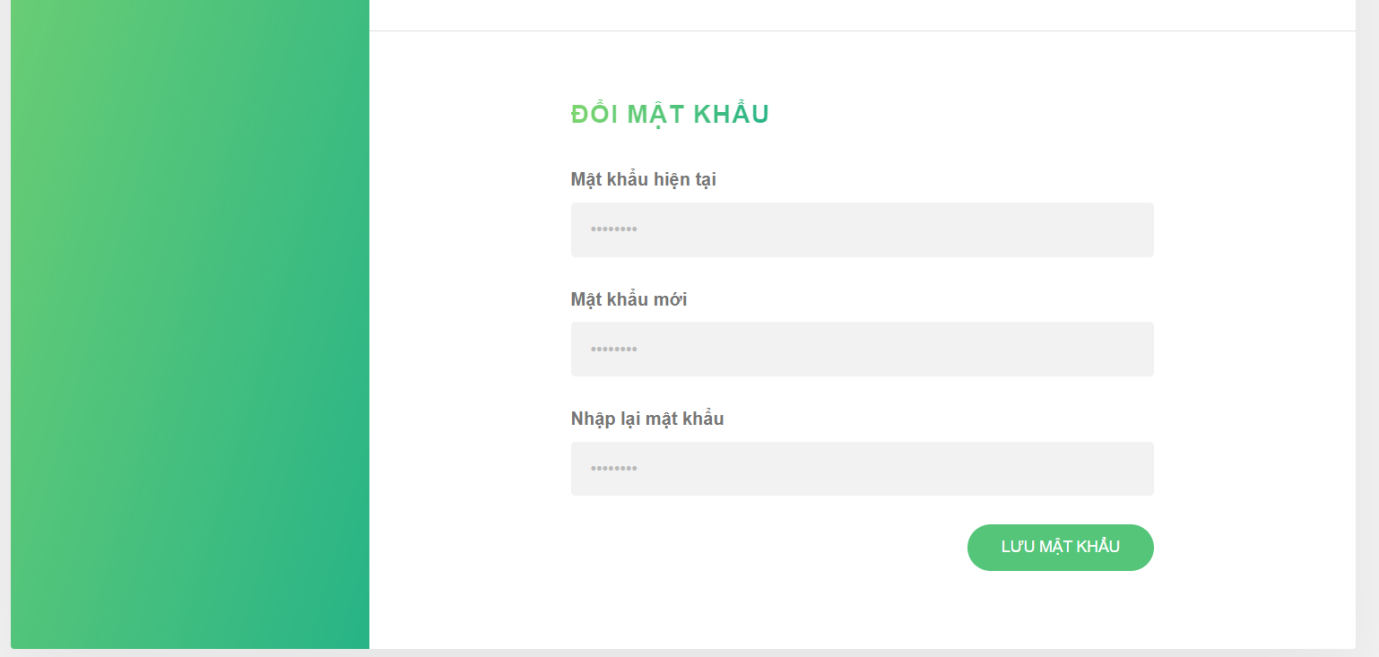 ĐỔI MẬT KHẨU
Mật khẩu hiện tại
••••••••
Mật khẩu mới
••••••••
Nhập lại mật khẩu
••••••••
LƯU MẬT KHẨU